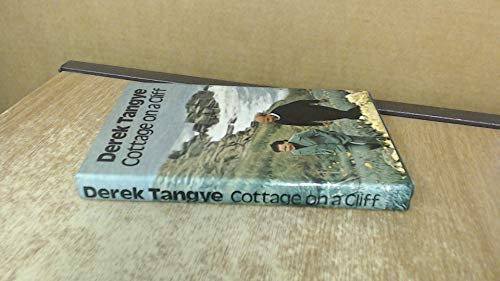 Derek Tangye
Cottage on a Cliff
Derek Tangye Cottage on a Cliff